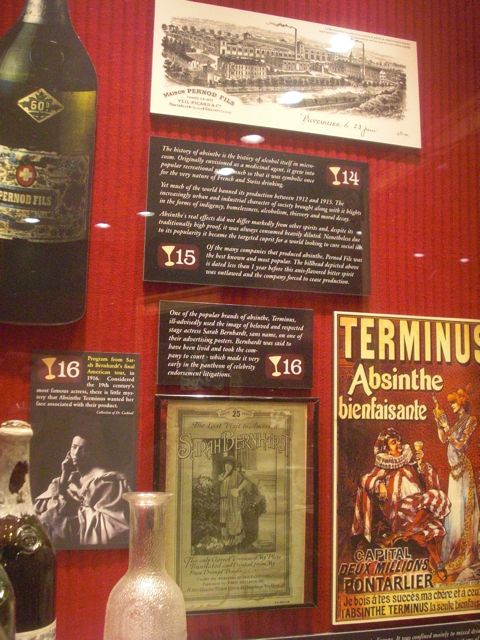 60º
PERNOD FILS
MAISON PERNOD FILS
VEIL-PICARD & Cº
Pontarlier, le 23 Juin
The history of absinthe is the history of alcohol itself in micro-
cosm. Originally envisioned as a medicinal agent, it grew into
popular recreational use, so much so that it was symbolic once
for the very nature of French and Swiss drinking.
14
Yet much of the world banned its production between 1912 and 1915. The
increasingly urban and industrial character of society brought along with it blights
in the forms of indigency, homelessness, alcoholism, thievery and moral decay.
Absinthe's real effects did not differ markedly from other spirits and, despite its
traditionally high proof, it was always consumed heavily diluted. Nonetheless due
to its popularity it became the targeted capro for a world looking to cure social ills
15
Of the many companies that produced absinthe, Pernod Fils was
the best known and most popular. The billhead depicted above
is dated less than 1 year before this anis-flavored bitter spirit
was outlawed and the company forced to cease production.
One of the popular brands of absinthe, Terminus,
ill-advisedly used the image of beloved and respected
stage actress Sarah Bernhardt, sans name, on one of
their advertising posters. Bernhardt was said to
have been livid and took the com-
pany to court - which made it very
early in the pantheon of celebrity
endorsement litigations.
16
16
Program from Sar-
ah Bernhardt's final
American tour, in
1916. Considered
the 19th century's
most famous actress, there is little mys-
tery that Absinthe Terminus wanted her
face associated with their product.
Collection of Dr. Cocktail
25
SARAH BERNHARDT
TERMINUS
Absinthe
bienfaisante
CAPITAL
DEUX MILLIONS
PONTARLIER
Je bois à tes succès, ma chère et à ceux
l'ABSINTHE TERMINUS la seule bienfais